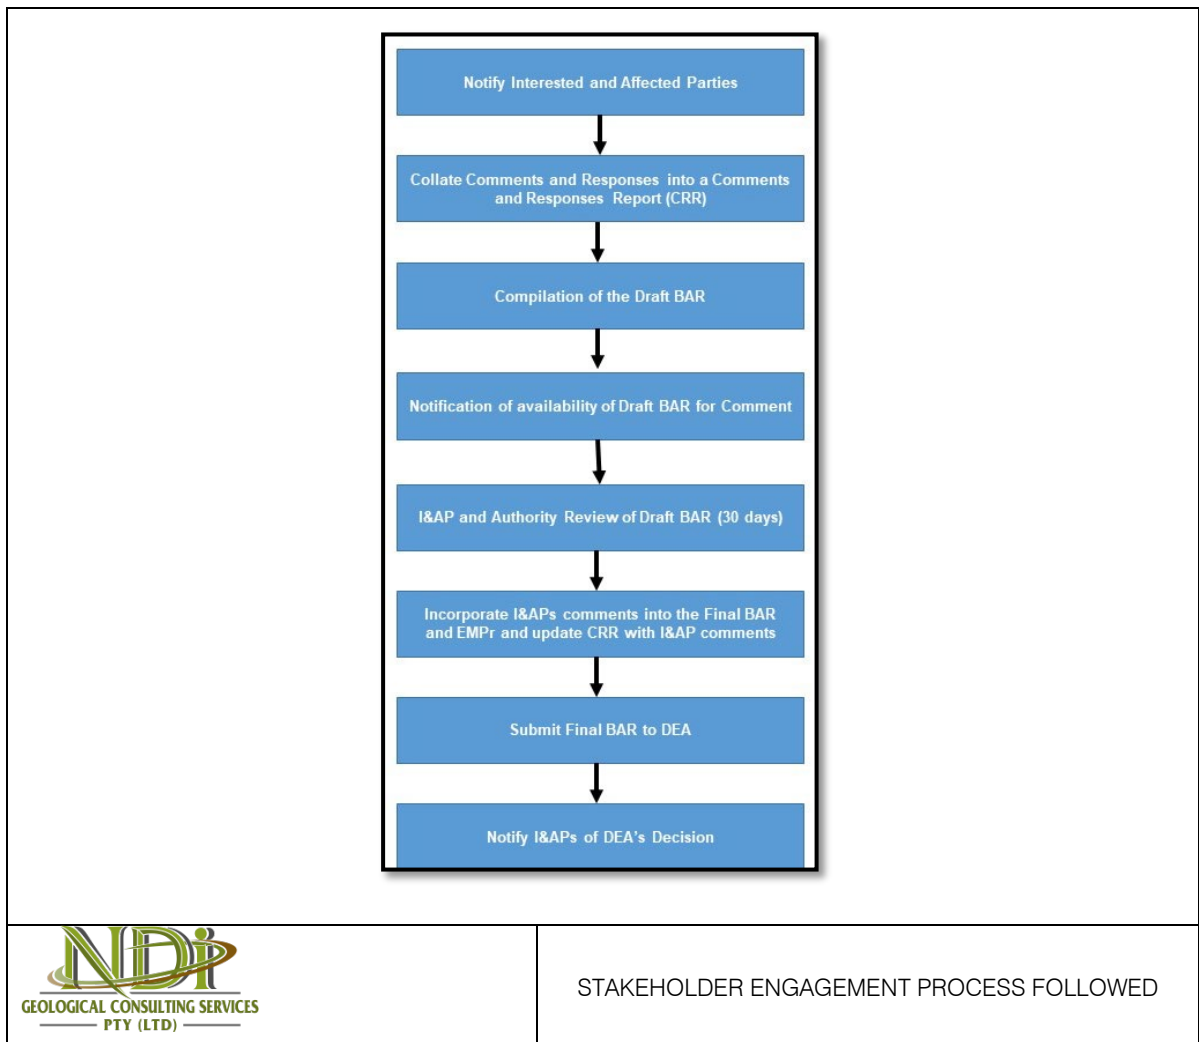 Notify Interested and Affected Parties
Collate Comments and Responses into a Comments
and Responses Report (CRR)
Compilation of the Draft BAR
Notification of availability of Draft BAR for Comment
I&AP and Authority Review of Draft BAR (30 days)
Incorporate I&APs comments into the Final BAR
and EMPr and update CRR with I&AP comments
Submit Final BAR to DEA
Notify I&APs of DEA's Decision
NDi
GEOLOGICAL CONSULTING SERVICES
PTY (LTD)
STAKEHOLDER ENGAGEMENT PROCESS FOLLOWED